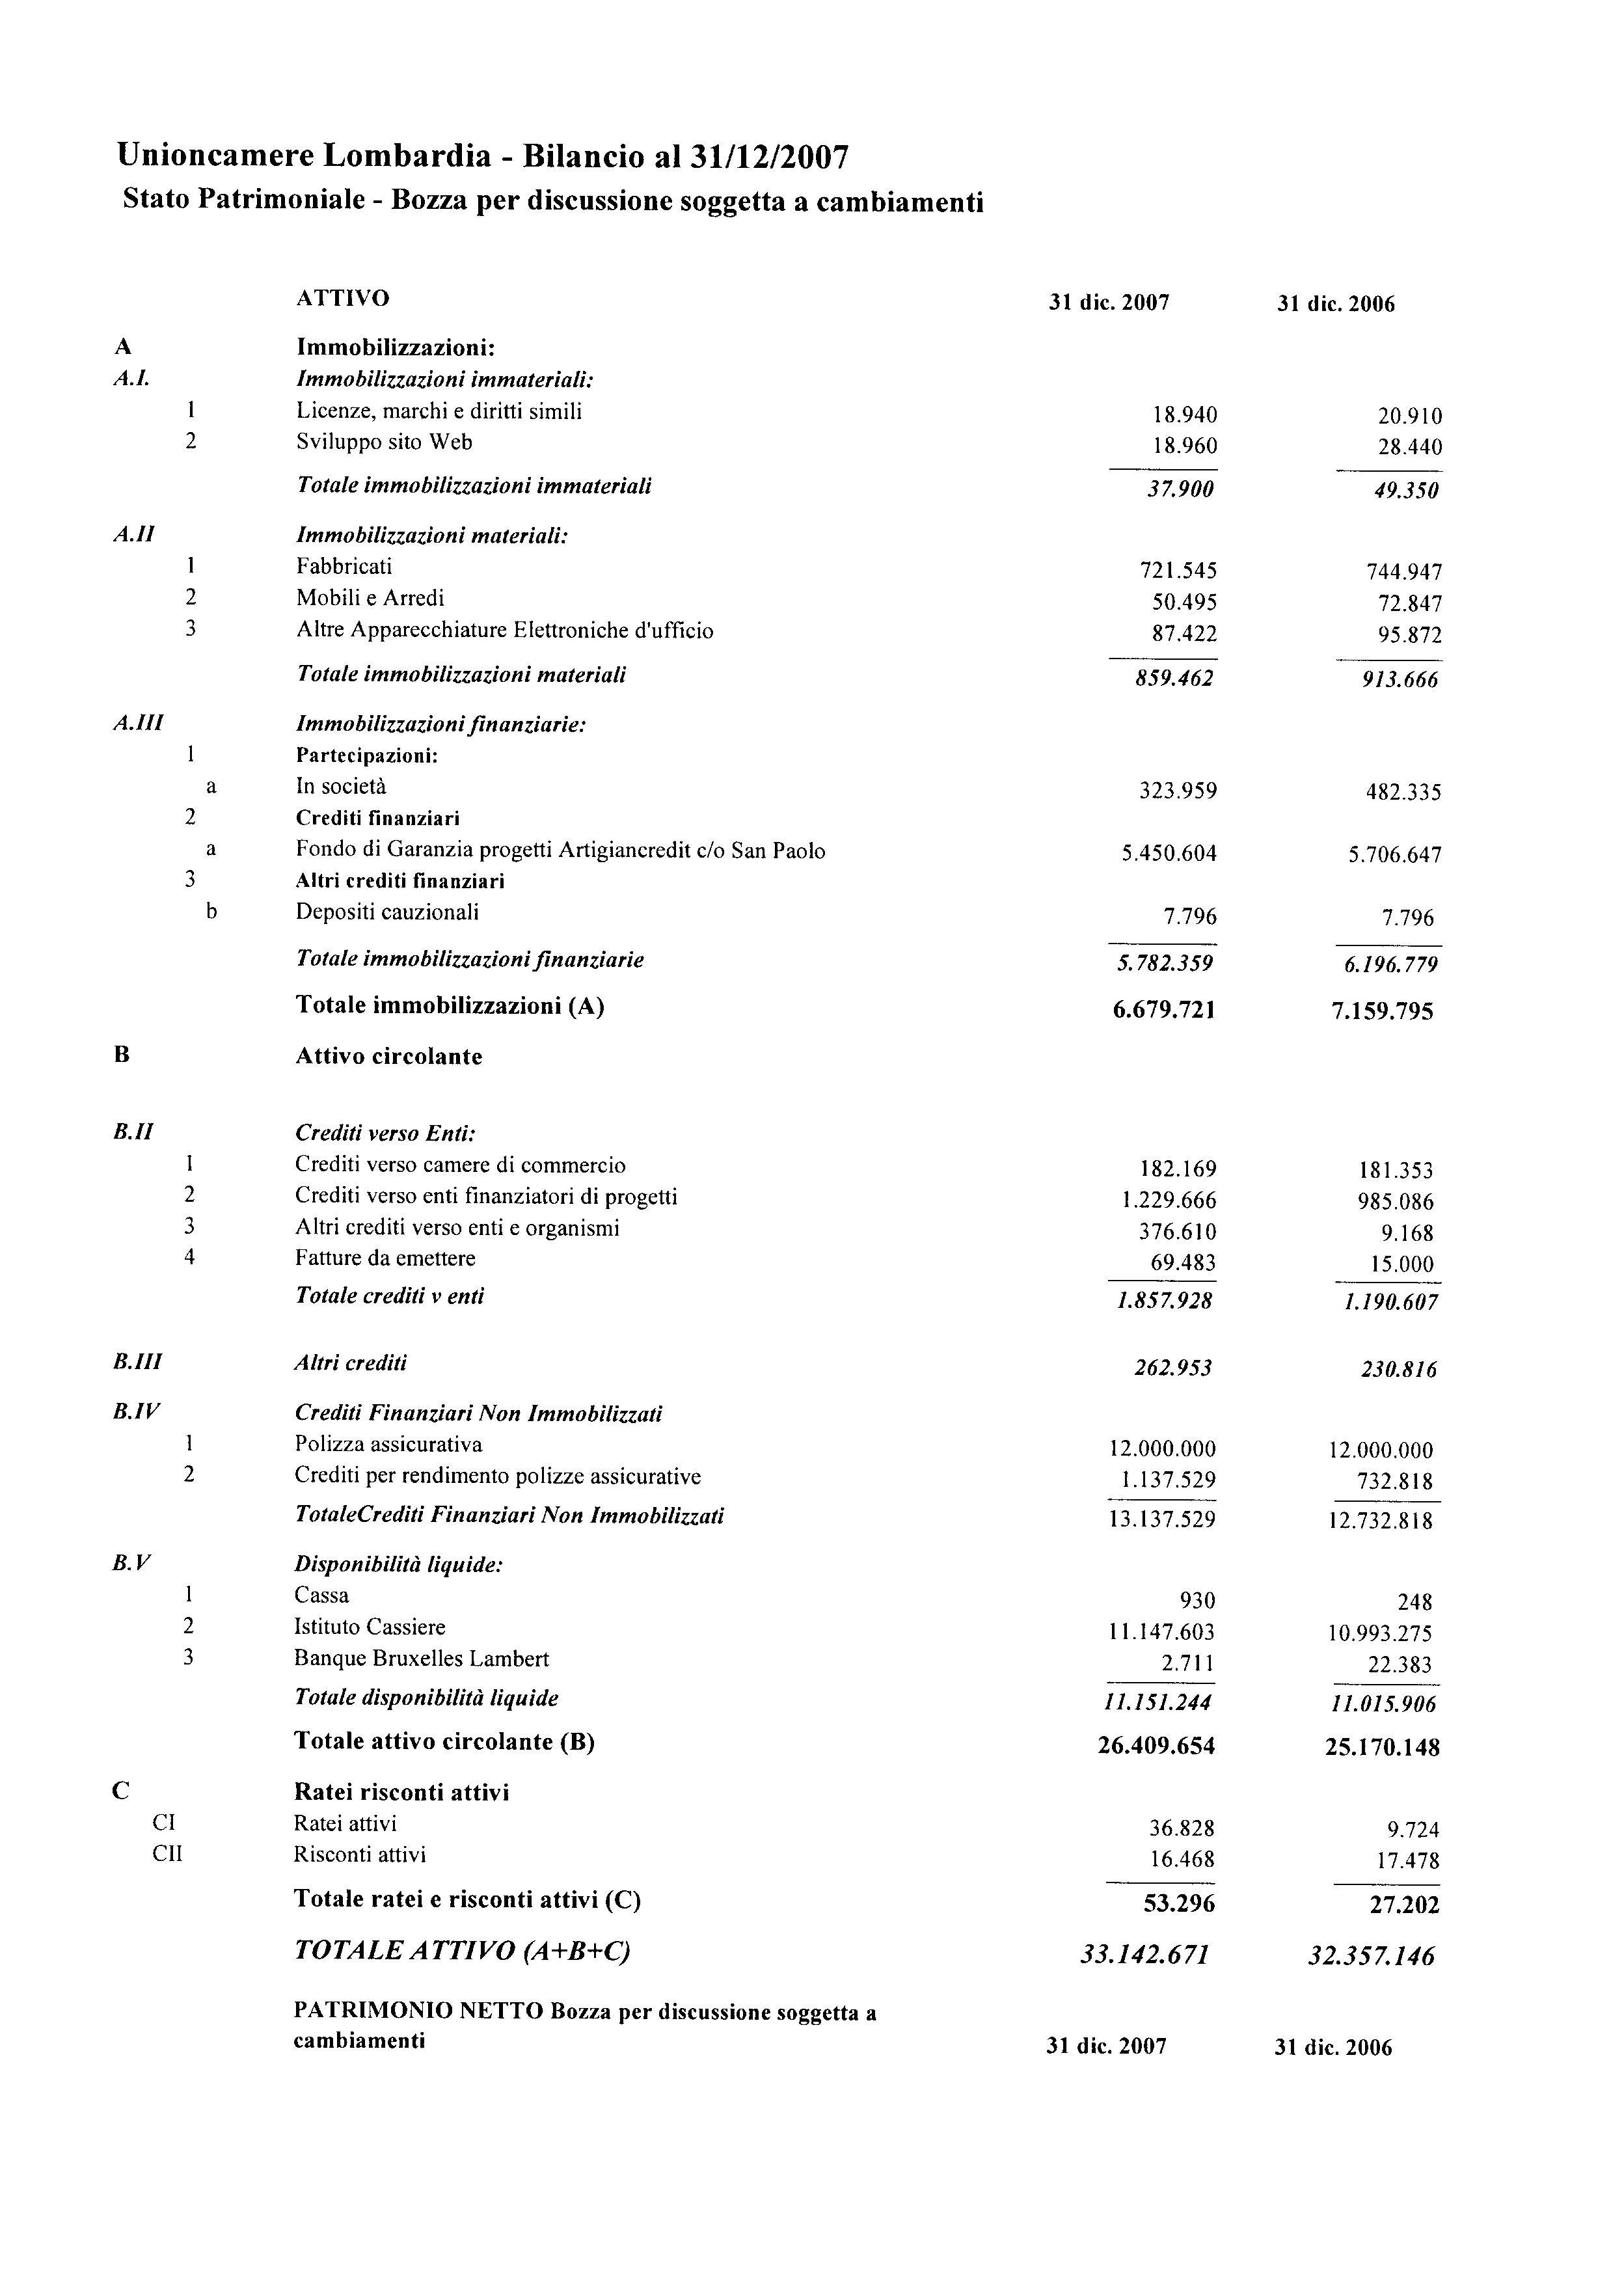 Unioncamere Lombardia - Bilancio al 31/12/2007
Stato Patrimoniale - Bozza per discussione soggetta a cambiamenti
ATTIVO 31 dic. 2007 31 dic. 2006
A Immobilizzazioni:
A.I. Immobilizzazioni immateriali:
1 Licenze, marchi e diritti simili 18.940 20.910
2 Sviluppo sito Web 18.960 28.440
Totale immobilizzazioni immateriali 37.900 49.350
A.II Immobilizzazioni materiali:
1 Fabbricati 721.545 744.947
2 Mobili e Arredi 50.495 72.847
3 Altre Apparecchiature Elettroniche d'ufficio 87.422 95.872
Totale immobilizzazioni materiali 859.462 913.666
A.III Immobilizzazioni finanziarie:
1 Partecipazioni:
a In società 323.959 482.335
2 Crediti finanziari
a Fondo di Garanzia progetti Artigiancredit c/o San Paolo 5.450.604 5.706.647
3 Altri crediti finanziari
b Depositi cauzionali 7.796 7.796
Totale immobilizzazioni finanziarie 5.782.359 6.196.779
Totale immobilizzazioni (A) 6.679.721 7.159.795
B Attivo circolante
B.II Crediti verso Enti:
1 Crediti verso camere di commercio 182.169 181.353
2 Crediti verso enti finanziatori di progetti 1.229.666 985.086
3 Altri crediti verso enti e organismi 376.610 9.168
4 Fatture da emettere 69.483 15.000
Totale crediti v enti 1.857.928 1.190.607
B.III Altri crediti 262.953 230.816
B.IV Crediti Finanziari Non Immobilizzati
1 Polizza assicurativa 12.000.000 12.000.000
2 Crediti per rendimento polizze assicurative 1.137.529 732.818
TotaleCrediti Finanziari Non Immobilizzati 13.137.529 12.732.818
B.V Disponibilità liquide:
1 Cassa 930 248
2 Istituto Cassiere 11.147.603 10.993.275
3 Banque Bruxelles Lambert 2.711 22.383
Totale disponibilità liquide 11.151.244 11.015.906
Totale attivo circolante (B) 26.409.654 25.170.148
C Ratei risconti attivi
CI Ratei attivi 36.828 9.724
CII Risconti attivi 16.468 17.478
Totale ratei e risconti attivi (C) 53.296 27.202
TOTALE ATTIVO (A+B+C) 33.142.671 32.357.146
PATRIMONIO NETTO Bozza per discussione soggetta a
cambiamenti 31 dic. 2007 31 dic. 2006